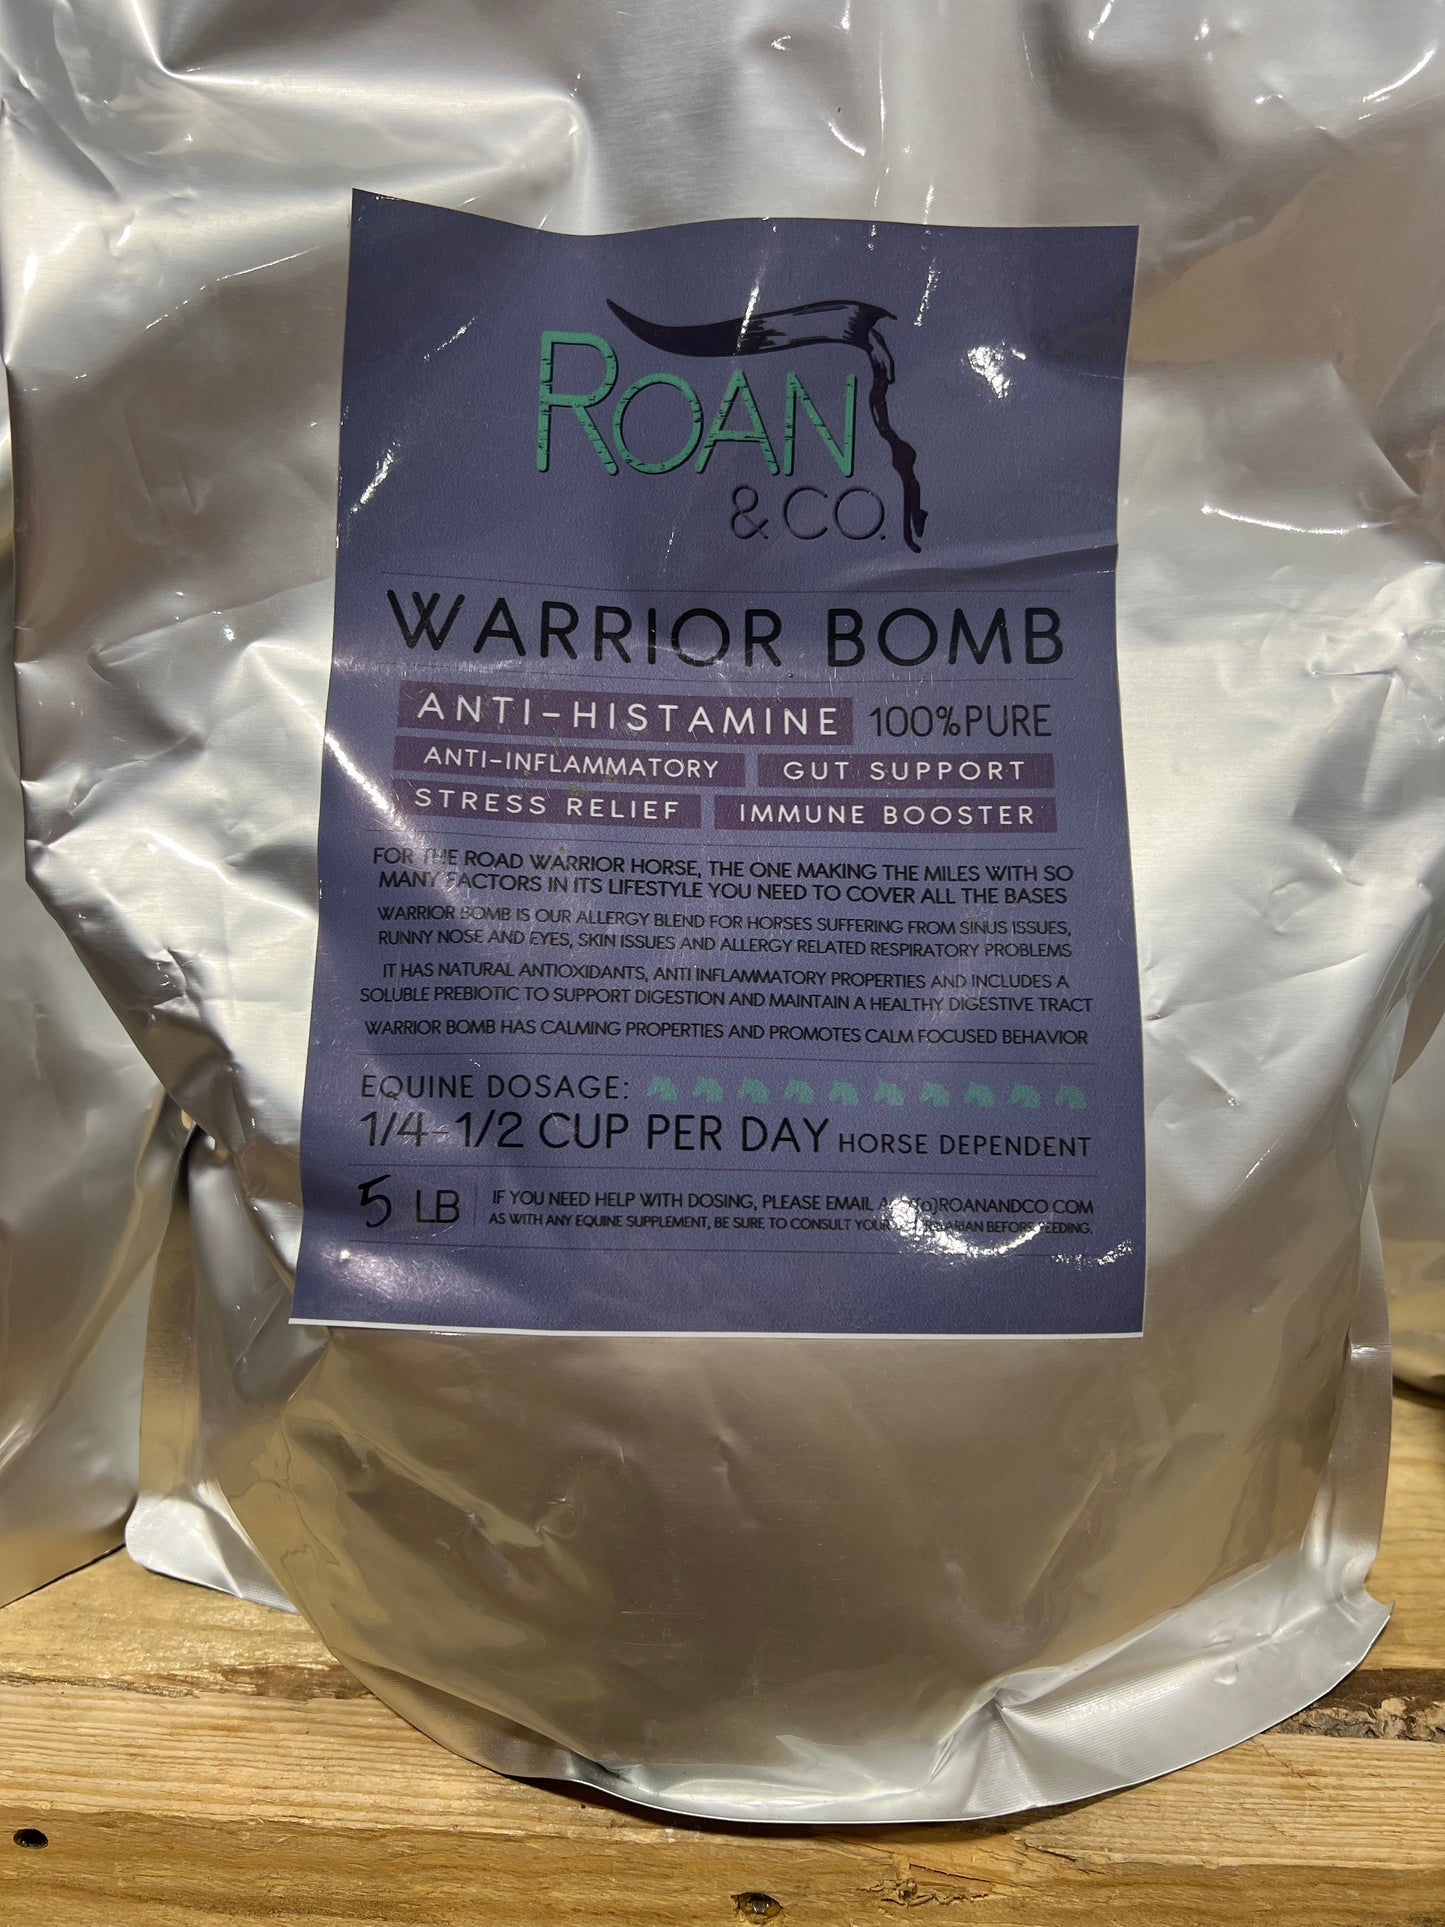 ROAN
& CO.
WARRIOR BOMB
ANTI-HISTAMINE 100% PURE
ANTI-INFLAMMATORY GUT SUPPORT
STRESS RELIEF IMMUNE BOOSTER
FOR THE ROAD WARRIOR HORSE, THE ONE MAKING THE MILES WITH SO
MANY FACTORS IN ITS LIFESTYLE YOU NEED TO COVER ALL THE BASES
WARRIOR BOMB IS OUR ALLERGY BLEND FOR HORSES SUFFERING FROM SINUS ISSUES,
RUNNY NOSE AND EYES, SKIN ISSUES AND ALLERGY RELATED RESPIRATORY PROBLEMS
IT HAS NATURAL ANTIOXIDANTS, ANTI INFLAMMATORY PROPERTIES AND INCLUDES A
SOLUBLE PREBIOTIC TO SUPPORT DIGESTION AND MAINTAIN A HEALTHY DIGESTIVE TRACT
WARRIOR BOMB HAS CALMING PROPERTIES AND PROMOTES CALM FOCUSED BEHAVIOR
EQUINE DOSAGE:
1/4-1/2 CUP PER DAY HORSE DEPENDENT
5 LB
IF YOU NEED HELP WITH DOSING, PLEASE EMAIL
AS WITH ANY EQUINE SUPPLEMENT, BE SURE TO CONSULT YOUR BEFORE FEEDING.